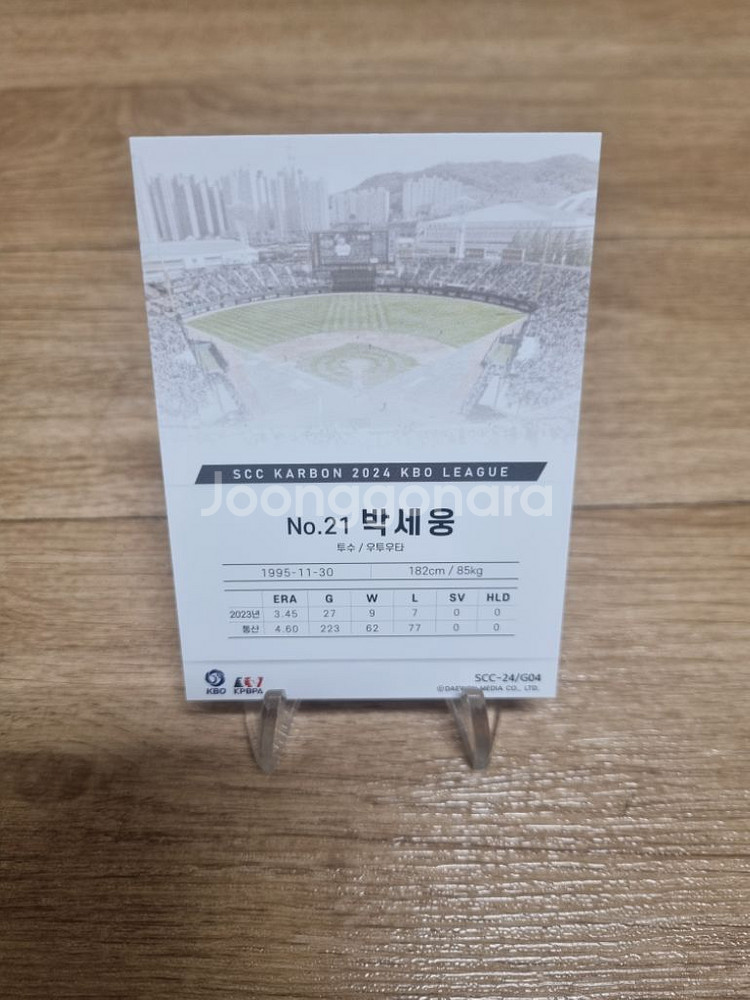 SCC KARBON 2024 KBO LEAGUE
Joonggonara
No.21 박세웅
투수 / 우투우타
1995-11-30 182cm / 85kg
ERA G W L SV HLD
2023년 3.45 27 9 7 0 0
통산 4.60 223 62 77 0 0
KBO KPBPA SCC-24/G04
MEDIA CO., LTD.